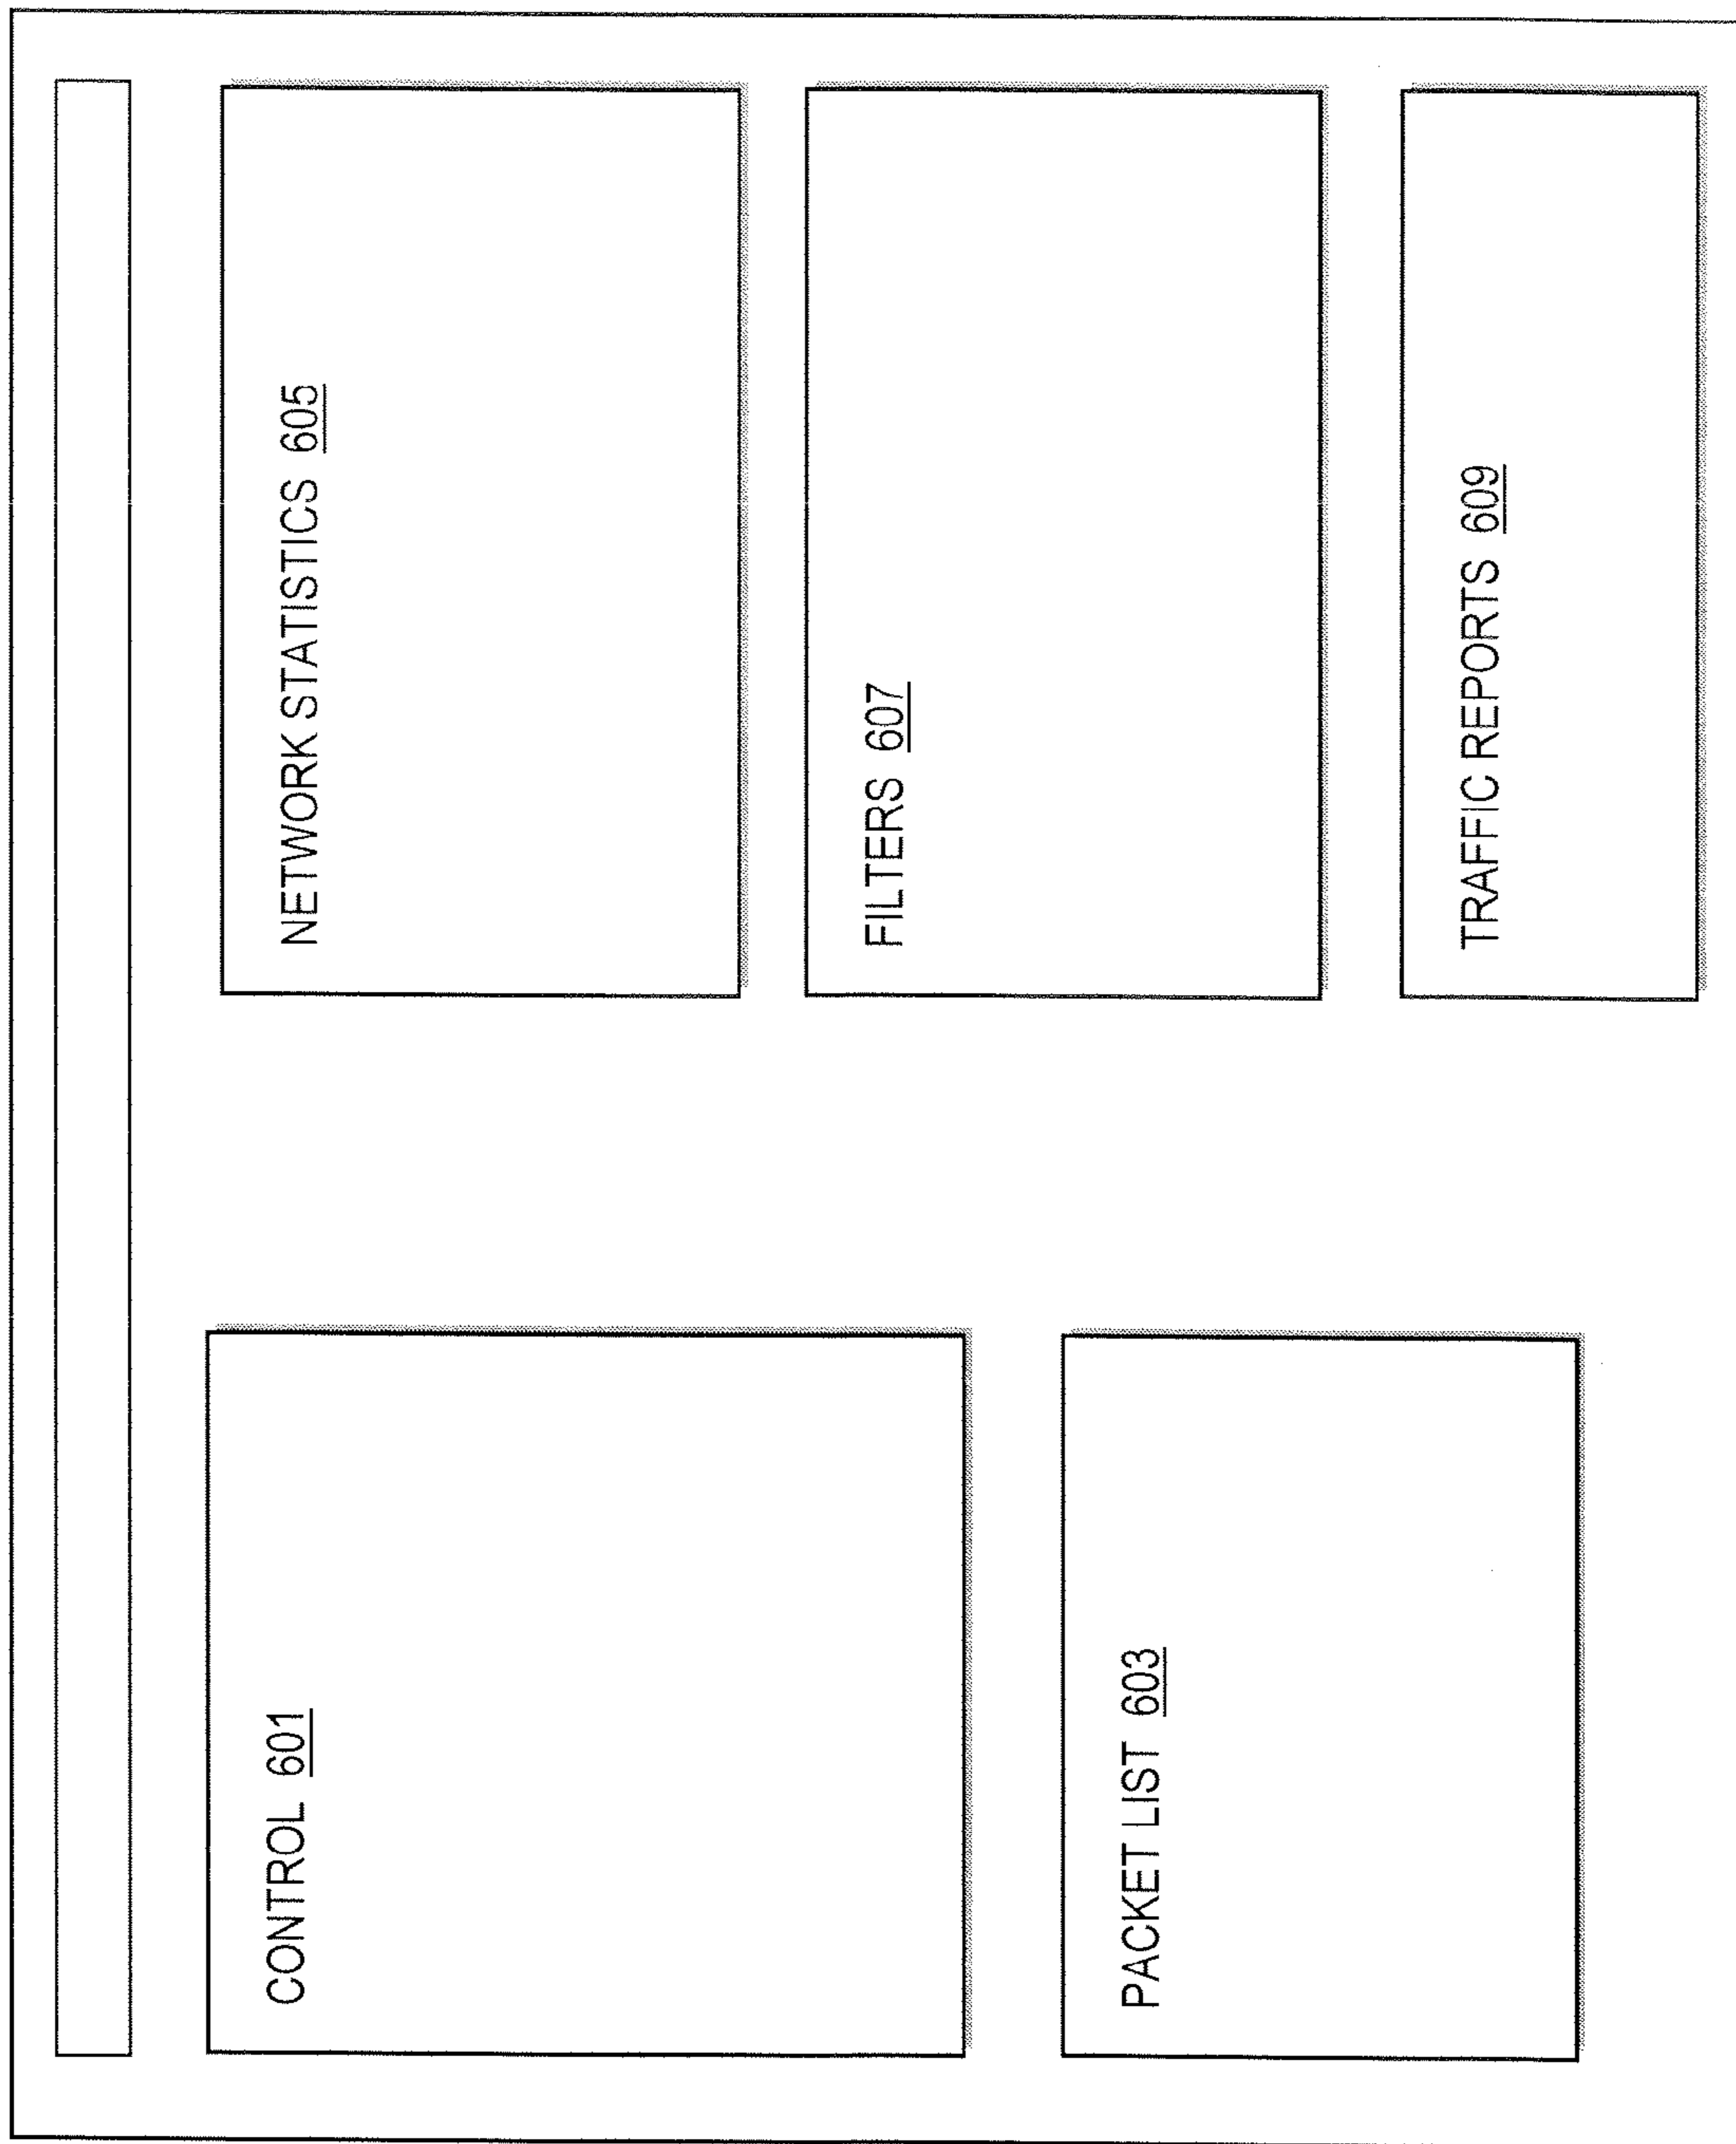 CONTROL 601
PACKET LIST 603
NETWORK STATISTICS 605
FILTERS 607
TRAFFIC REPORTS 609